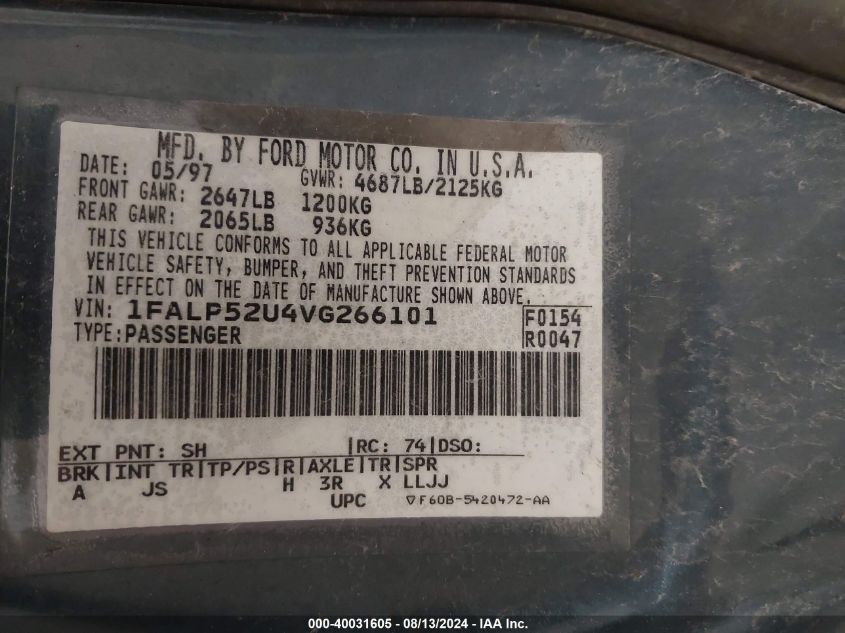 MFD. BY FORD MOTOR CO. IN U.S.A.
DATE: 05/97 GVWR: 4687LB/2125KG
FRONT GAWR: 2647LB 1200KG
REAR GAWR: 2065LB 936KG
THIS VEHICLE CONFORMS TO ALL APPLICABLE FEDERAL MOTOR
VEHICLE SAFETY, BUMPER, AND THEFT PREVENTION STANDARDS
IN EFFECT ON THE DATE OF MANUFACTURE SHOWN ABOVE.
VIN: 1FALP52U4VG266101 F0154
TYPE:PASSENGER R0047
EXT PNT: SH |RC: 74|DSO:
BRK|INT TR|TP/PS|R|AXLE|TR|SPR
A JS H 3R X LLJJ
UPC ▽F60B-5420472-AA
000-40031605 - 08/13/2024 - IAA Inc.